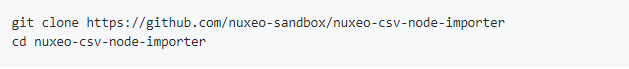 git clone https://github.com/nuxeo-sandbox/nuxeo-csv-node-importer
cd nuxeo-csv-node-importer